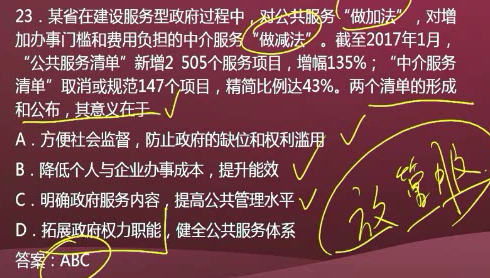 23．某省在建设服务型政府过程中，对公共服务“做加法”，对增
加办事门槛和费用负担的中介服务“做减法”。截至2017年1月，
“公共服务清单”新增2 505个服务项目，增幅135%；“中介服务
清单”取消或规范147个项目，精简比例达43%。两个清单的形成
和公布，其意义在于
A．方便社会监督，防止政府的缺位和权利滥用
B．降低个人与企业办事成本，提升能效
C．明确政府服务内容，提高公共管理水平
D．拓展政府权力职能，健全公共服务体系
答案：ABC
放管服